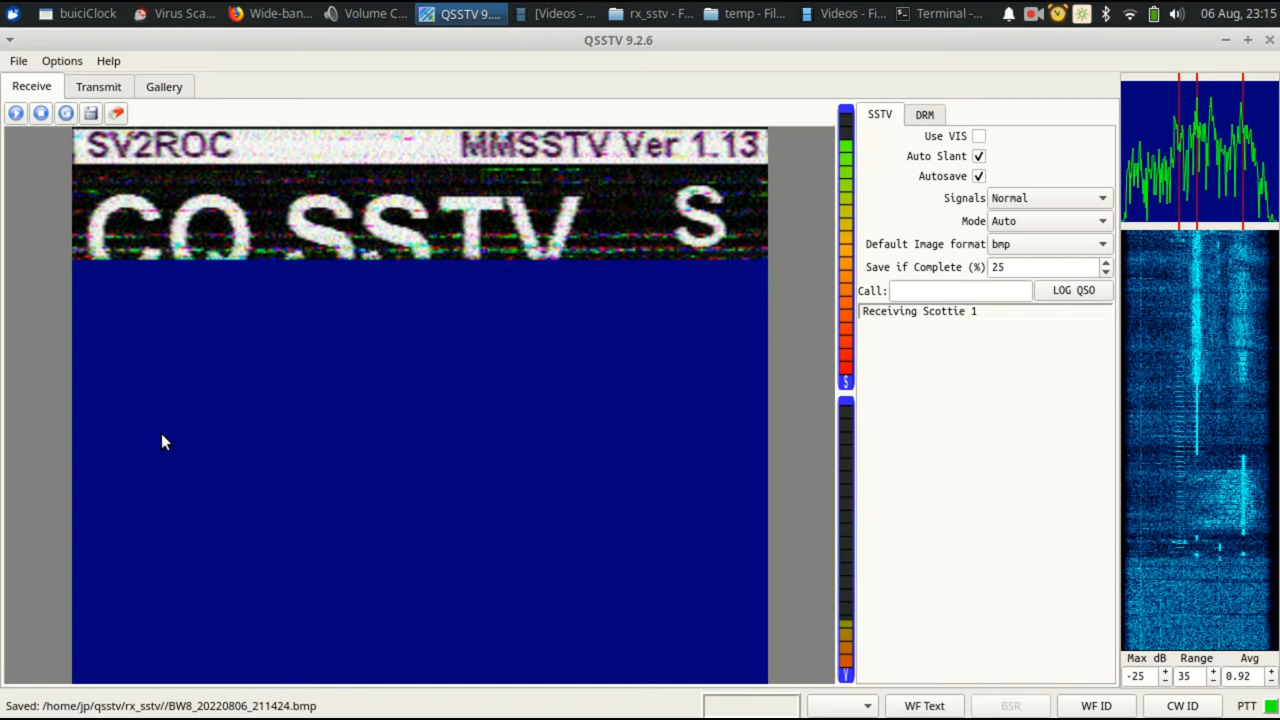 buiciClock
Virus Sca...
Wide-ban...
Volume C...
QSSTV 9....
[Videos - ...
rx_sstv - F...
temp - Fil...
Videos - Fi...
Terminal -...
06 Aug, 23:15
QSSTV 9.2.6
File Options Help
Receive Transmit Gallery
SV2ROC MMSSTV Ver 1.13
CQ SSTV S
SSTV DRM
Use VIS
Auto Slant
Autosave
Signals Normal
Mode Auto
Default Image format bmp
Save if Complete (%) 25
Call: LOG QSO
Receiving Scottie 1
S
V
Max dB Range Avg
-25 35 0.92
Saved: /home/jp/qsstv/rx_sstv//BW8_20220806_211424.bmp
WF Text BSR WF ID CW ID PTT